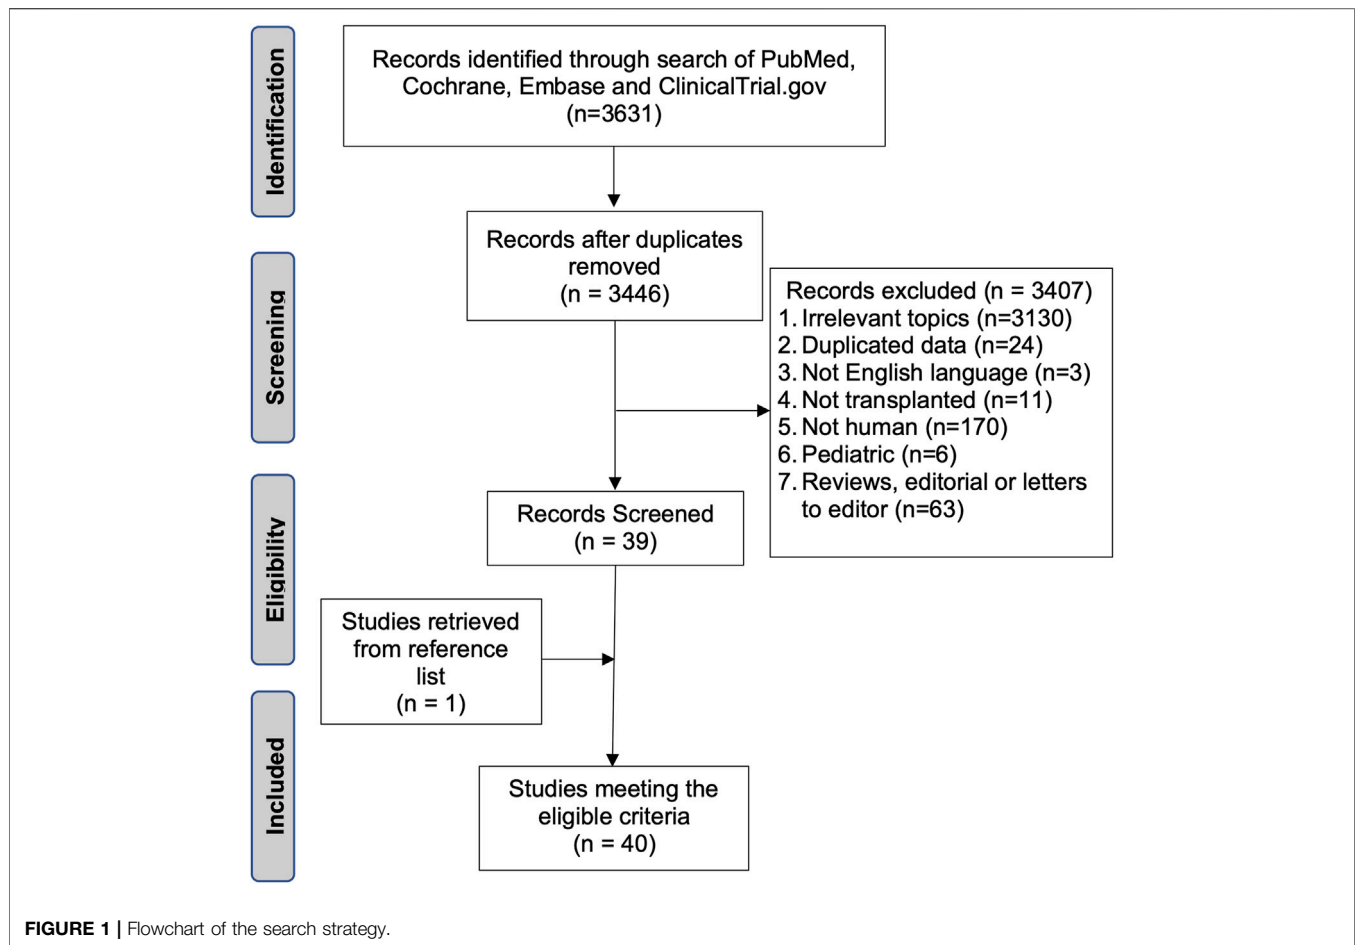 Identification
Records identified through search of PubMed,
Cochrane, Embase and ClinicalTrial.gov
(n=3631)
Records after duplicates
removed
(n = 3446)
Screening
Records excluded (n = 3407)
1. Irrelevant topics (n=3130)
2. Duplicated data (n=24)
3. Not English language (n=3)
4. Not transplanted (n=11)
5. Not human (n=170)
6. Pediatric (n=6)
7. Reviews, editorial or letters
to editor (n=63)
Eligibility
Records Screened
(n = 39)
Studies retrieved
from reference
list
(n = 1)
Included
Studies meeting the
eligible criteria
(n = 40)
FIGURE 1 | Flowchart of the search strategy.